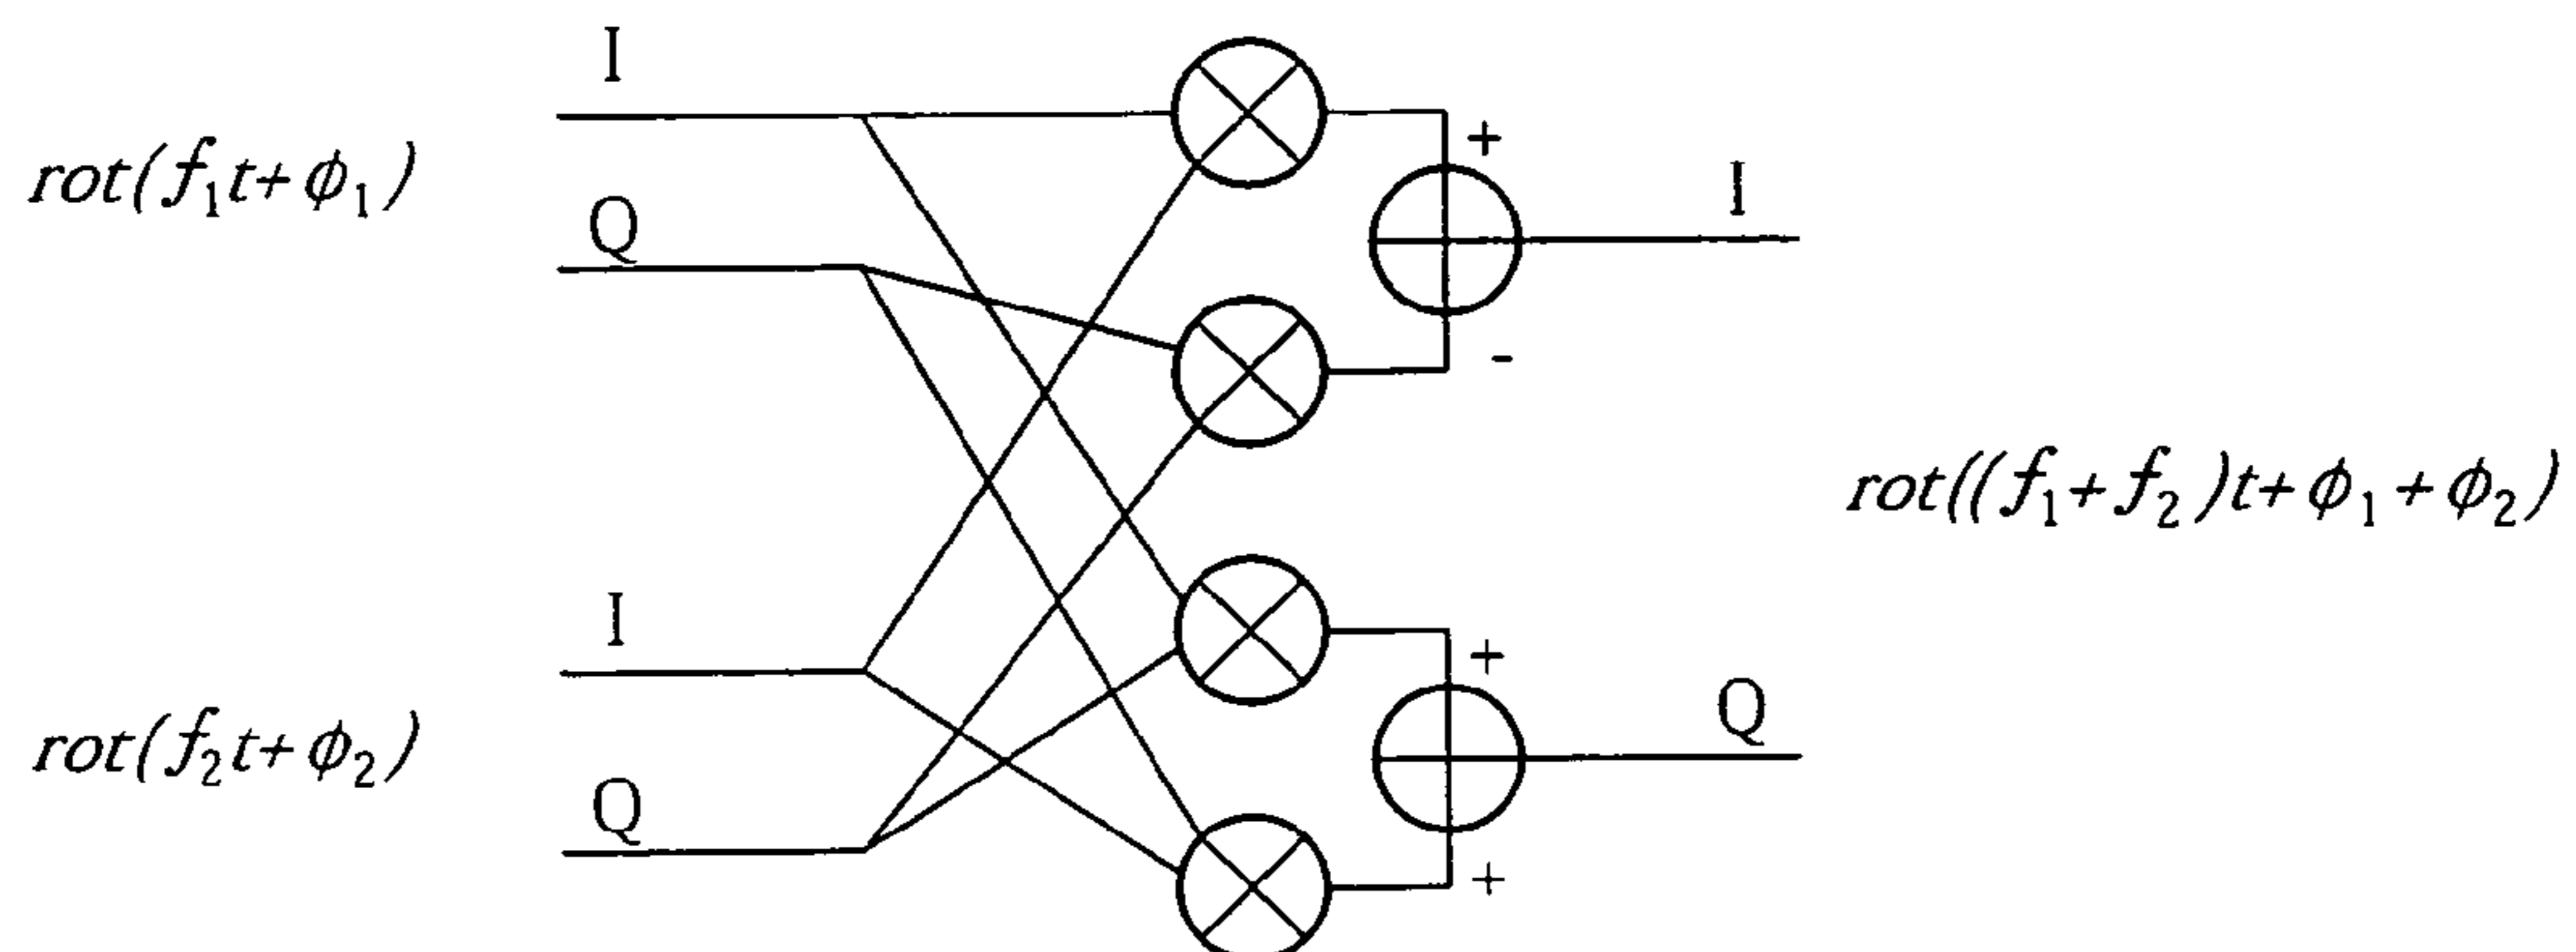 I
rot(f₁t+ϕ₁)
Q
+
I
-
rot((f₁+f₂)t+ϕ₁+ϕ₂)
I
+
rot(f₂t+ϕ₂)
Q
Q
+